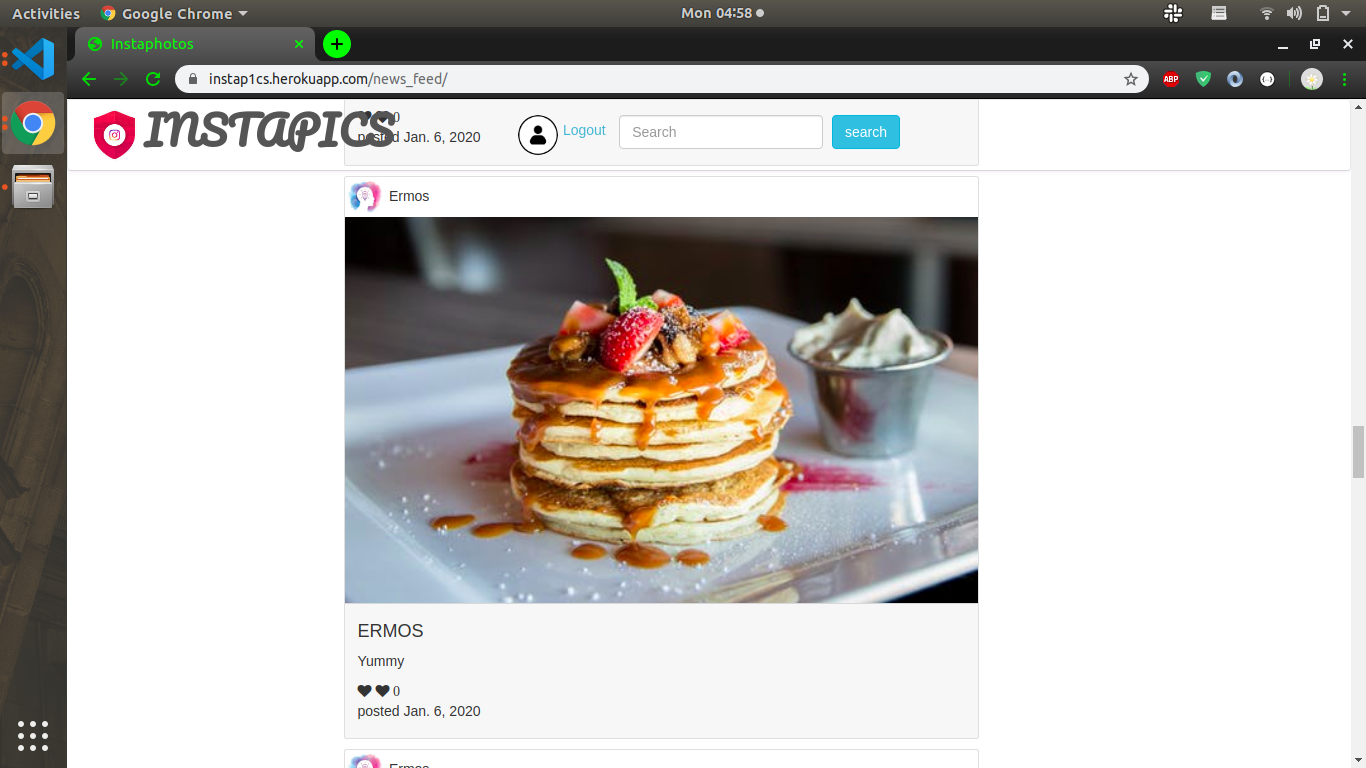 Activities Google Chrome Mon 04:58
Instaphotos
instap1cs.herokuapp.com/news_feed/ ABP
INSTAPICS Logout Search search
0
posted Jan. 6, 2020
Ermos
ERMOS
Yummy
0
posted Jan. 6, 2020
Ermos